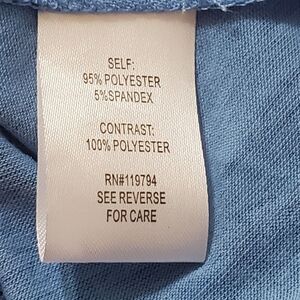 SELF:
95% POLYESTER
5%SPANDEX
CONTRAST:
100% POLYESTER
RN#119794
SEE REVERSE
FOR CARE